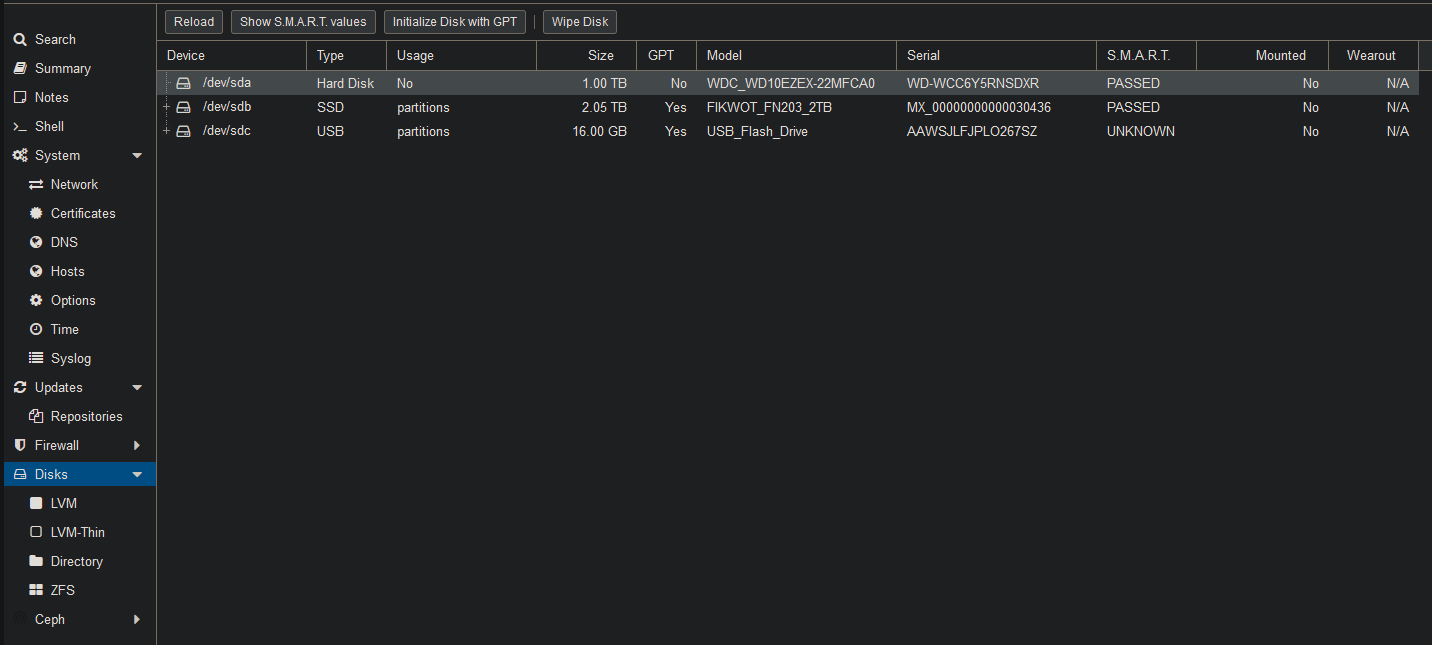 Reload Show S.M.A.R.T. values Initialize Disk with GPT Wipe Disk
Search
Summary
Notes
Shell
System
Network
Certificates
DNS
Hosts
Options
Time
Syslog
Updates
Repositories
Firewall
Disks
LVM
LVM-Thin
Directory
ZFS
Ceph
Device Type Usage Size GPT Model Serial S.M.A.R.T. Mounted Wearout
/dev/sda Hard Disk No 1.00 TB No WDC_WD10EZEX-22MFCA0 WD-WCC6Y5RNSDXR PASSED No N/A
/dev/sdb SSD partitions 2.05 TB Yes FIKWOT_FN203_2TB MX_00000000000030436 PASSED No N/A
/dev/sdc USB partitions 16.00 GB Yes USB_Flash_Drive AAWSJLFJPLO267SZ UNKNOWN No N/A